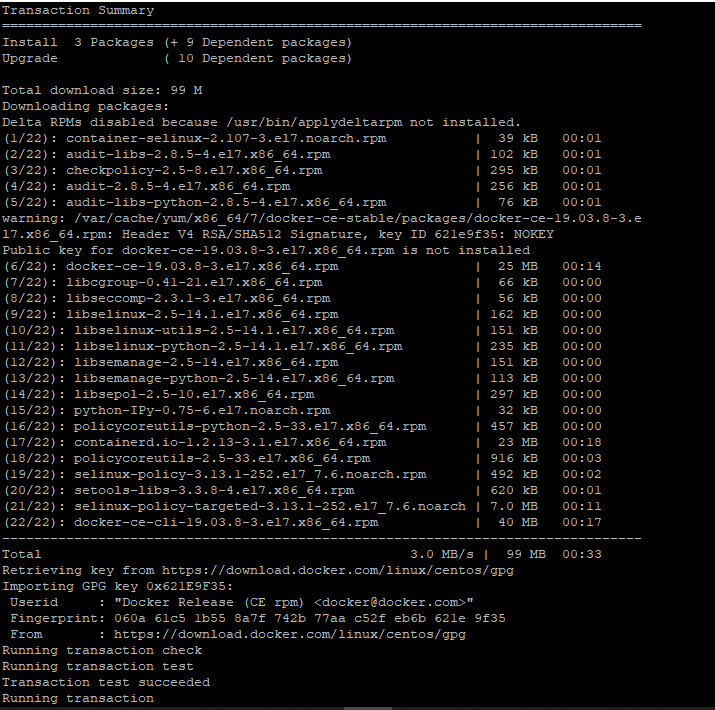 Transaction Summary
================================================================================
Install  3 Packages (+ 9 Dependent packages)
Upgrade             ( 10 Dependent packages)
Total download size: 99 M
Downloading packages:
Delta RPMs disabled because /usr/bin/applydeltarpm not installed.
(1/22): container-selinux-2.107-3.el7.noarch.rpm           |  39 kB   00:01
(2/22): audit-libs-2.8.5-4.el7.x86_64.rpm                  | 102 kB   00:01
(3/22): checkpolicy-2.5-8.el7.x86_64.rpm                   | 295 kB   00:01
(4/22): audit-2.8.5-4.el7.x86_64.rpm                       | 256 kB   00:01
(5/22): audit-libs-python-2.8.5-4.el7.x86_64.rpm           |  76 kB   00:01
warning: /var/cache/yum/x86_64/7/docker-ce-stable/packages/docker-ce-19.03.8-3.e
l7.x86_64.rpm: Header V4 RSA/SHA512 Signature, key ID 621e9f35: NOKEY
Public key for docker-ce-19.03.8-3.el7.x86_64.rpm is not installed
(6/22): docker-ce-19.03.8-3.el7.x86_64.rpm                 |  25 MB   00:14
(7/22): libcgroup-0.41-21.el7.x86_64.rpm                   |  66 kB   00:00
(8/22): libseccomp-2.3.1-3.el7.x86_64.rpm                  |  56 kB   00:00
(9/22): libselinux-2.5-14.1.el7.x86_64.rpm                 | 162 kB   00:00
(10/22): libselinux-utils-2.5-14.1.el7.x86_64.rpm          | 151 kB   00:00
(11/22): libselinux-python-2.5-14.1.el7.x86_64.rpm         | 235 kB   00:00
(12/22): libsemanage-2.5-14.el7.x86_64.rpm                 | 151 kB   00:00
(13/22): libsemanage-python-2.5-14.el7.x86_64.rpm          | 113 kB   00:00
(14/22): libsepol-2.5-10.el7.x86_64.rpm                    | 297 kB   00:00
(15/22): python-IPy-0.75-6.el7.noarch.rpm                  |  32 kB   00:00
(16/22): policycoreutils-python-2.5-33.el7.x86_64.rpm      | 457 kB   00:00
(17/22): containerd.io-1.2.13-3.1.el7.x86_64.rpm           |  23 MB   00:18
(18/22): policycoreutils-2.5-33.el7.x86_64.rpm             | 916 kB   00:03
(19/22): selinux-policy-3.13.1-252.el7_7.6.noarch.rpm      | 492 kB   00:02
(20/22): setools-libs-3.3.8-4.el7.x86_64.rpm               | 620 kB   00:01
(21/22): selinux-policy-targeted-3.13.1-252.el7_7.6.noarch | 7.0 MB   00:11
(22/22): docker-ce-cli-19.03.8-3.el7.x86_64.rpm            |  40 MB   00:17
--------------------------------------------------------------------------------
Total                                              3.0 MB/s |  99 MB  00:33
Retrieving key from https://download.docker.com/linux/centos/gpg
Importing GPG key 0x621E9F35:
 Userid     : "Docker Release (CE rpm) <docker@docker.com>"
 Fingerprint: 060a 61c5 1b55 8a7f 742b 77aa c52f eb6b 621e 9f35
 From       : https://download.docker.com/linux/centos/gpg
Running transaction check
Running transaction test
Transaction test succeeded
Running transaction